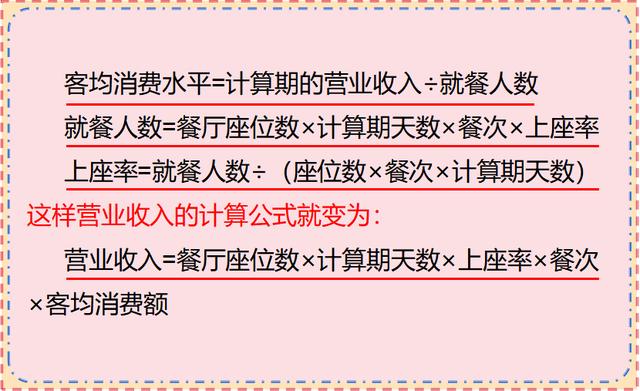 客均消费水平=计算期的营业收入÷就餐人数
就餐人数=餐厅座位数×计算期天数×餐次×上座率
上座率=就餐人数÷（座位数×餐次×计算期天数）
这样营业收入的计算公式就变为：
营业收入=餐厅座位数×计算期天数×上座率×餐次
×客均消费额